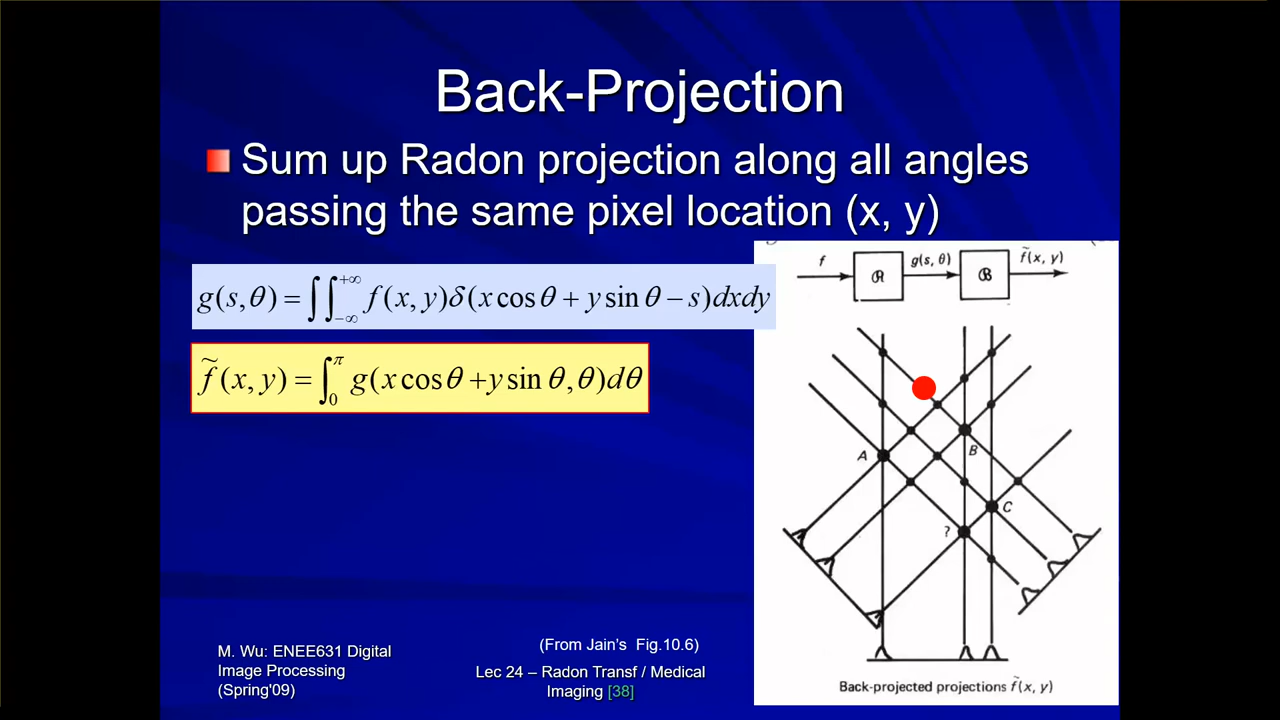 Back-Projection
Sum up Radon projection along all angles
passing the same pixel location (x, y)
g(s, θ) = ∫∫_{-∞}^{+∞} f(x, y)δ(x cos θ + y sin θ − s)dxdy
f̃(x, y) = ∫_0^π g(x cos θ + y sin θ, θ)dθ
f ℛ g(s, θ) ℬ f̃(x, y)
A
B
C
?
Back-projected projections f̃(x, y)
(From Jain's Fig.10.6)
M. Wu: ENEE631 Digital
Image Processing
(Spring'09)
Lec 24 – Radon Transf / Medical
Imaging [38]